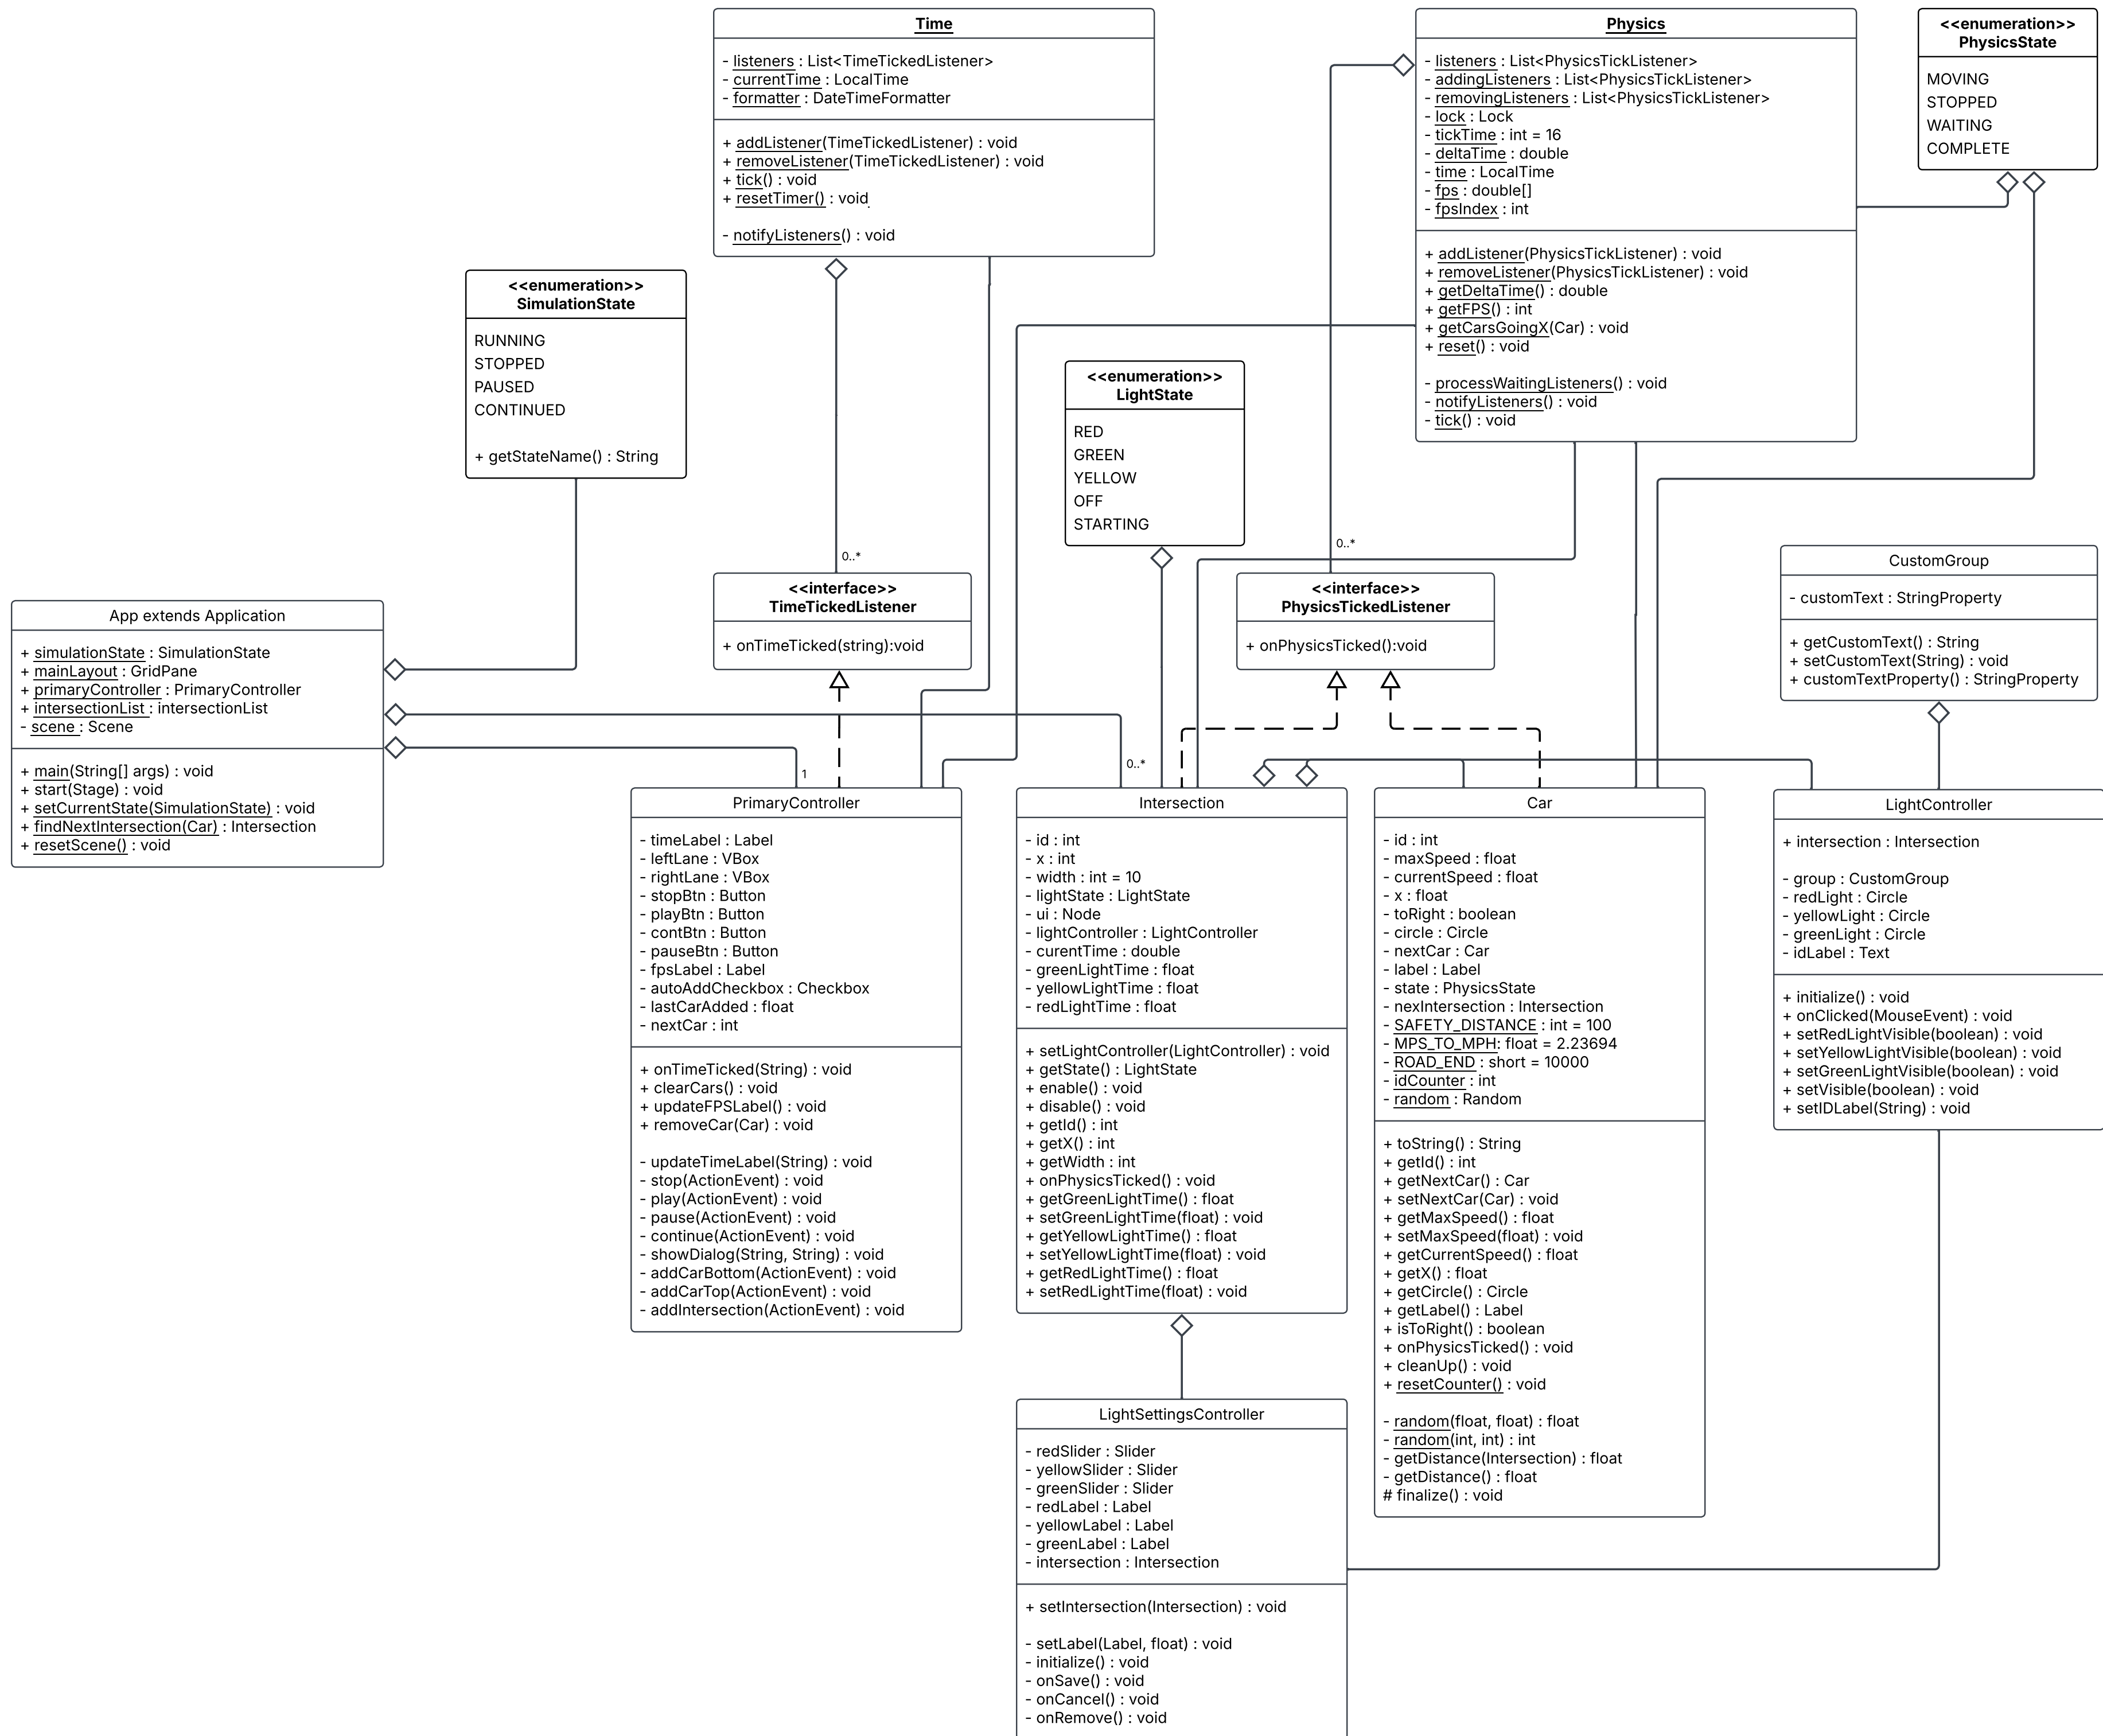 Time
- listeners : List<TimeTickedListener>
- currentTime : LocalTime
- formatter : DateTimeFormatter
+ addListener(TimeTickedListener) : void
+ removeListener(TimeTickedListener) : void
+ tick() : void
+ resetTimer() : void
- notifyListeners() : void
Physics
- listeners : List<PhysicsTickListener>
- addingListeners : List<PhysicsTickListener>
- removingListeners : List<PhysicsTickListener>
- lock : Lock
- tickTime : int = 16
- deltaTime : double
- time : LocalTime
- fps : double[]
- fpsIndex : int
+ addListener(PhysicsTickListener) : void
+ removeListener(PhysicsTickListener) : void
+ getDeltaTime() : double
+ getFPS() : int
+ getCarsGoingX(Car) : void
+ reset() : void
- processWaitingListeners() : void
- notifyListeners() : void
- tick() : void
<<enumeration>>
PhysicsState
MOVING
STOPPED
WAITING
COMPLETE
<<enumeration>>
SimulationState
RUNNING
STOPPED
PAUSED
CONTINUED
+ getStateName() : String
<<enumeration>>
LightState
RED
GREEN
YELLOW
OFF
STARTING
0..*
0..*
<<interface>>
TimeTickedListener
+ onTimeTicked(string):void
<<interface>>
PhysicsTickedListener
+ onPhysicsTicked():void
CustomGroup
- customText : StringProperty
+ getCustomText() : String
+ setCustomText(String) : void
+ customTextProperty() : StringProperty
App extends Application
+ simulationState : SimulationState
+ mainLayout : GridPane
+ primaryController : PrimaryController
+ intersectionList : intersectionList
- scene : Scene
+ main(String[] args) : void
+ start(Stage) : void
+ setCurrentState(SimulationState) : void
+ findNextIntersection(Car) : Intersection
+ resetScene() : void
1
0..*
PrimaryController
- timeLabel : Label
- leftLane : VBox
- rightLane : VBox
- stopBtn : Button
- playBtn : Button
- contBtn : Button
- pauseBtn : Button
- fpsLabel : Label
- autoAddCheckbox : Checkbox
- lastCarAdded : float
- nextCar : int
+ onTimeTicked(String) : void
+ clearCars() : void
+ updateFPSLabel() : void
+ removeCar(Car) : void
- updateTimeLabel(String) : void
- stop(ActionEvent) : void
- play(ActionEvent) : void
- pause(ActionEvent) : void
- continue(ActionEvent) : void
- showDialog(String, String) : void
- addCarBottom(ActionEvent) : void
- addCarTop(ActionEvent) : void
- addIntersection(ActionEvent) : void
Intersection
- id : int
- x : int
- width : int = 10
- lightState : LightState
- ui : Node
- lightController : LightController
- curentTime : double
- greenLightTime : float
- yellowLightTime : float
- redLightTime : float
+ setLightController(LightController) : void
+ getState() : LightState
+ enable() : void
+ disable() : void
+ getId() : int
+ getX() : int
+ getWidth : int
+ onPhysicsTicked() : void
+ getGreenLightTime() : float
+ setGreenLightTime(float) : void
+ getYellowLightTime() : float
+ setYellowLightTime(float) : void
+ getRedLightTime() : float
+ setRedLightTime(float) : void
Car
- id : int
- maxSpeed : float
- currentSpeed : float
- x : float
- toRight : boolean
- circle : Circle
- nextCar : Car
- label : Label
- state : PhysicsState
- nexIntersection : Intersection
- SAFETY_DISTANCE : int = 100
- MPS_TO_MPH: float = 2.23694
- ROAD_END : short = 10000
- idCounter : int
- random : Random
+ toString() : String
+ getId() : int
+ getNextCar() : Car
+ setNextCar(Car) : void
+ getMaxSpeed() : float
+ setMaxSpeed(float) : void
+ getCurrentSpeed() : float
+ getX() : float
+ getCircle() : Circle
+ getLabel() : Label
+ isToRight() : boolean
+ onPhysicsTicked() : void
+ cleanUp() : void
+ resetCounter() : void
- random(float, float) : float
- random(int, int) : int
- getDistance(Intersection) : float
- getDistance() : float
# finalize() : void
LightController
+ intersection : Intersection
- group : CustomGroup
- redLight : Circle
- yellowLight : Circle
- greenLight : Circle
- idLabel : Text
+ initialize() : void
+ onClicked(MouseEvent) : void
+ setRedLightVisible(boolean) : void
+ setYellowLightVisible(boolean) : void
+ setGreenLightVisible(boolean) : void
+ setVisible(boolean) : void
+ setIDLabel(String) : void
LightSettingsController
- redSlider : Slider
- yellowSlider : Slider
- greenSlider : Slider
- redLabel : Label
- yellowLabel : Label
- greenLabel : Label
- intersection : Intersection
+ setIntersection(Intersection) : void
- setLabel(Label, float) : void
- initialize() : void
- onSave() : void
- onCancel() : void
- onRemove() : void